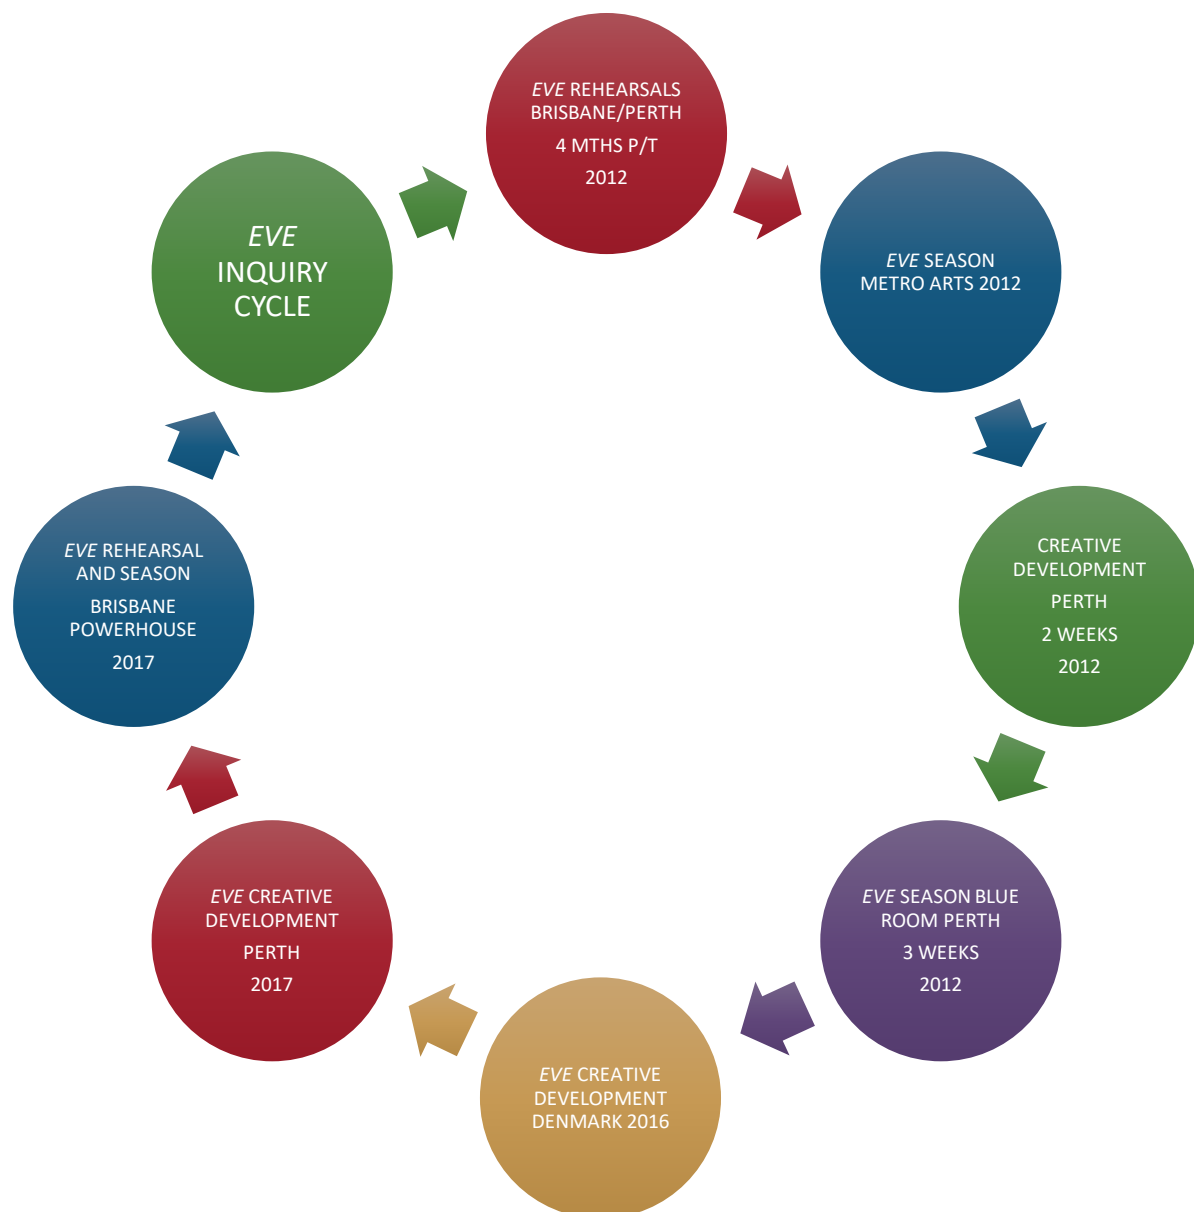 EVE REHEARSALS
BRISBANE/PERTH
4 MTHS P/T
2012
EVE SEASON
METRO ARTS 2012
CREATIVE
DEVELOPMENT
PERTH
2 WEEKS
2012
EVE SEASON BLUE
ROOM PERTH
3 WEEKS
2012
EVE CREATIVE
DEVELOPMENT
DENMARK 2016
EVE CREATIVE
DEVELOPMENT
PERTH
2017
EVE REHEARSAL
AND SEASON
BRISBANE
POWERHOUSE
2017
EVE
INQUIRY
CYCLE